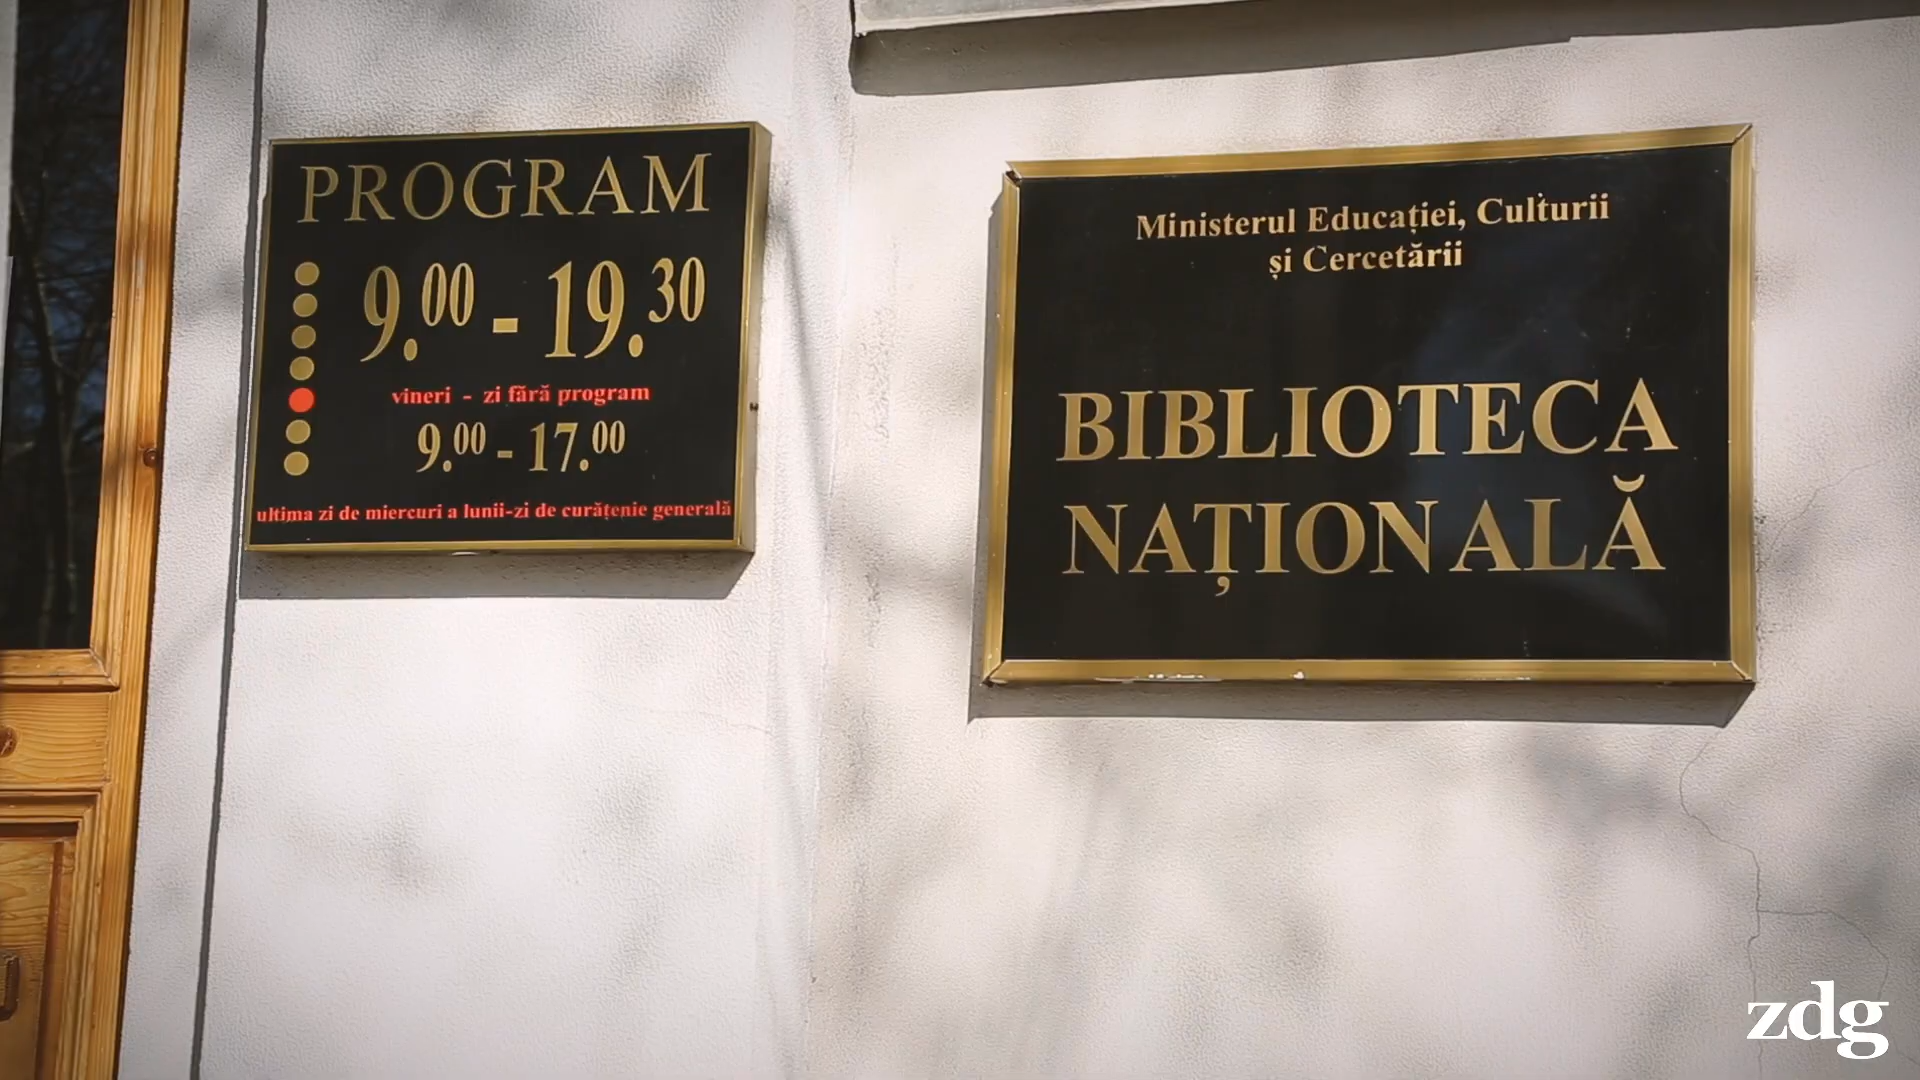 PROGRAM
9.00 - 19.30
vineri - zi fără program
9.00 - 17.00
ultima zi de miercuri a lunii-zi de curățenie generală
Ministerul Educației, Culturii
și Cercetării
BIBLIOTECA
NAȚIONALĂ
zdg